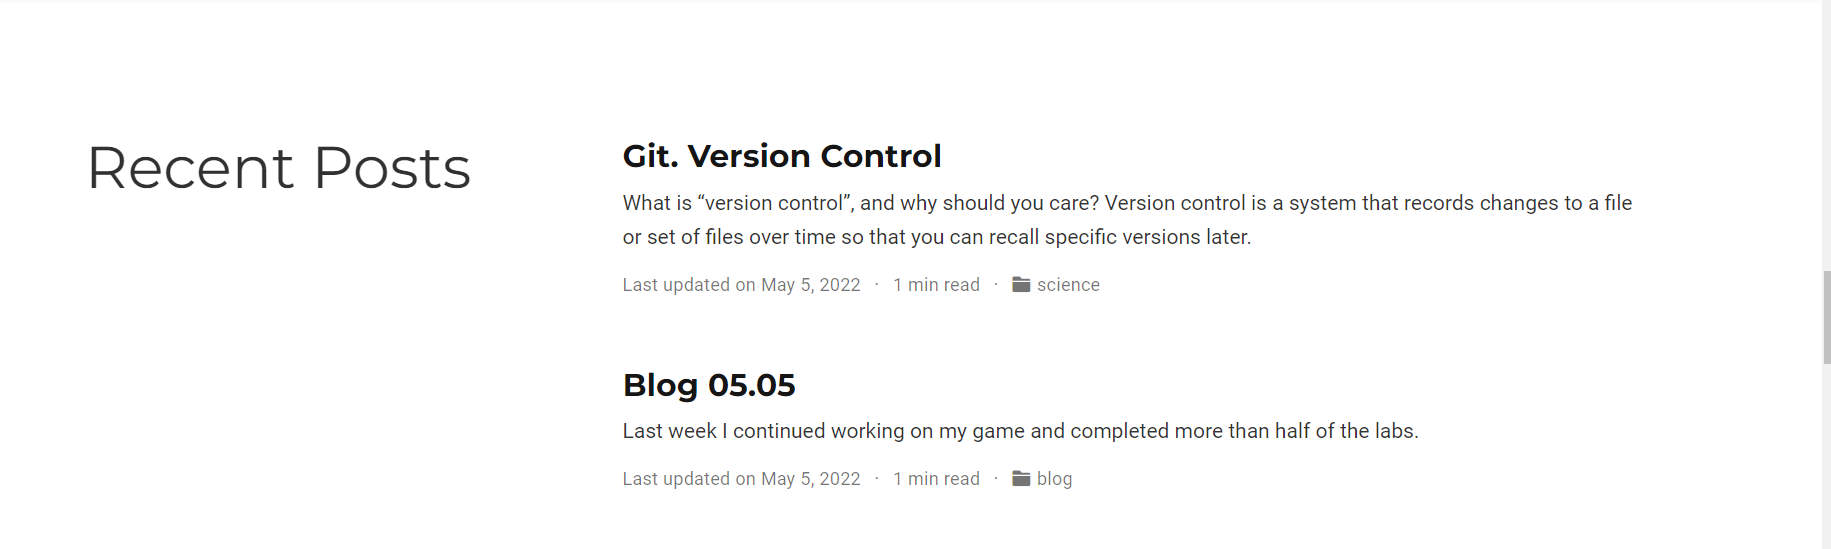 Recent Posts
Git. Version Control
What is “version control”, and why should you care? Version control is a system that records changes to a file
or set of files over time so that you can recall specific versions later.
Last updated on May 5, 2022 · 1 min read · science
Blog 05.05
Last week I continued working on my game and completed more than half of the labs.
Last updated on May 5, 2022 · 1 min read · blog